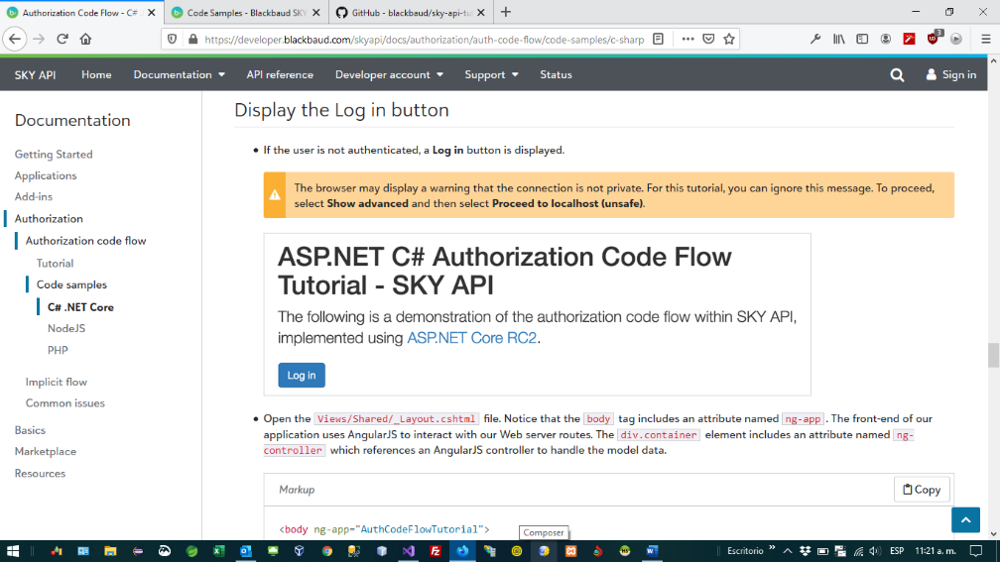 Authorization Code Flow - C# .
Code Samples - Blackbaud SKY
GitHub - blackbaud/sky-api-tu
https://developer.blackbaud.com/skyapi/docs/authorization/auth-code-flow/code-samples/c-sharp
3
SKY API
Home
Documentation
API reference
Developer account
Support
Status
Sign in
Documentation
Getting Started
Applications
Add-ins
Authorization
Authorization code flow
Tutorial
Code samples
C# .NET Core
NodeJS
PHP
Implicit flow
Common issues
Basics
Marketplace
Resources
Display the Log in button
If the user is not authenticated, a Log in button is displayed.
The browser may display a warning that the connection is not private. For this tutorial, you can ignore this message. To proceed,
select Show advanced and then select Proceed to localhost (unsafe).
ASP.NET C# Authorization Code Flow
Tutorial - SKY API
The following is a demonstration of the authorization code flow within SKY API,
implemented using ASP.NET Core RC2.
Log in
Open the Views/Shared/_Layout.cshtml file. Notice that the body tag includes an attribute named ng-app. The front-end of our
application uses AngularJS to interact with our Web server routes. The div.container element includes an attribute named ng-
controller which references an AngularJS controller to handle the model data.
Markup
Copy
<body ng-app="AuthCodeFlowTutorial">
Composer
Escritorio
ESP
11:21 a. m.